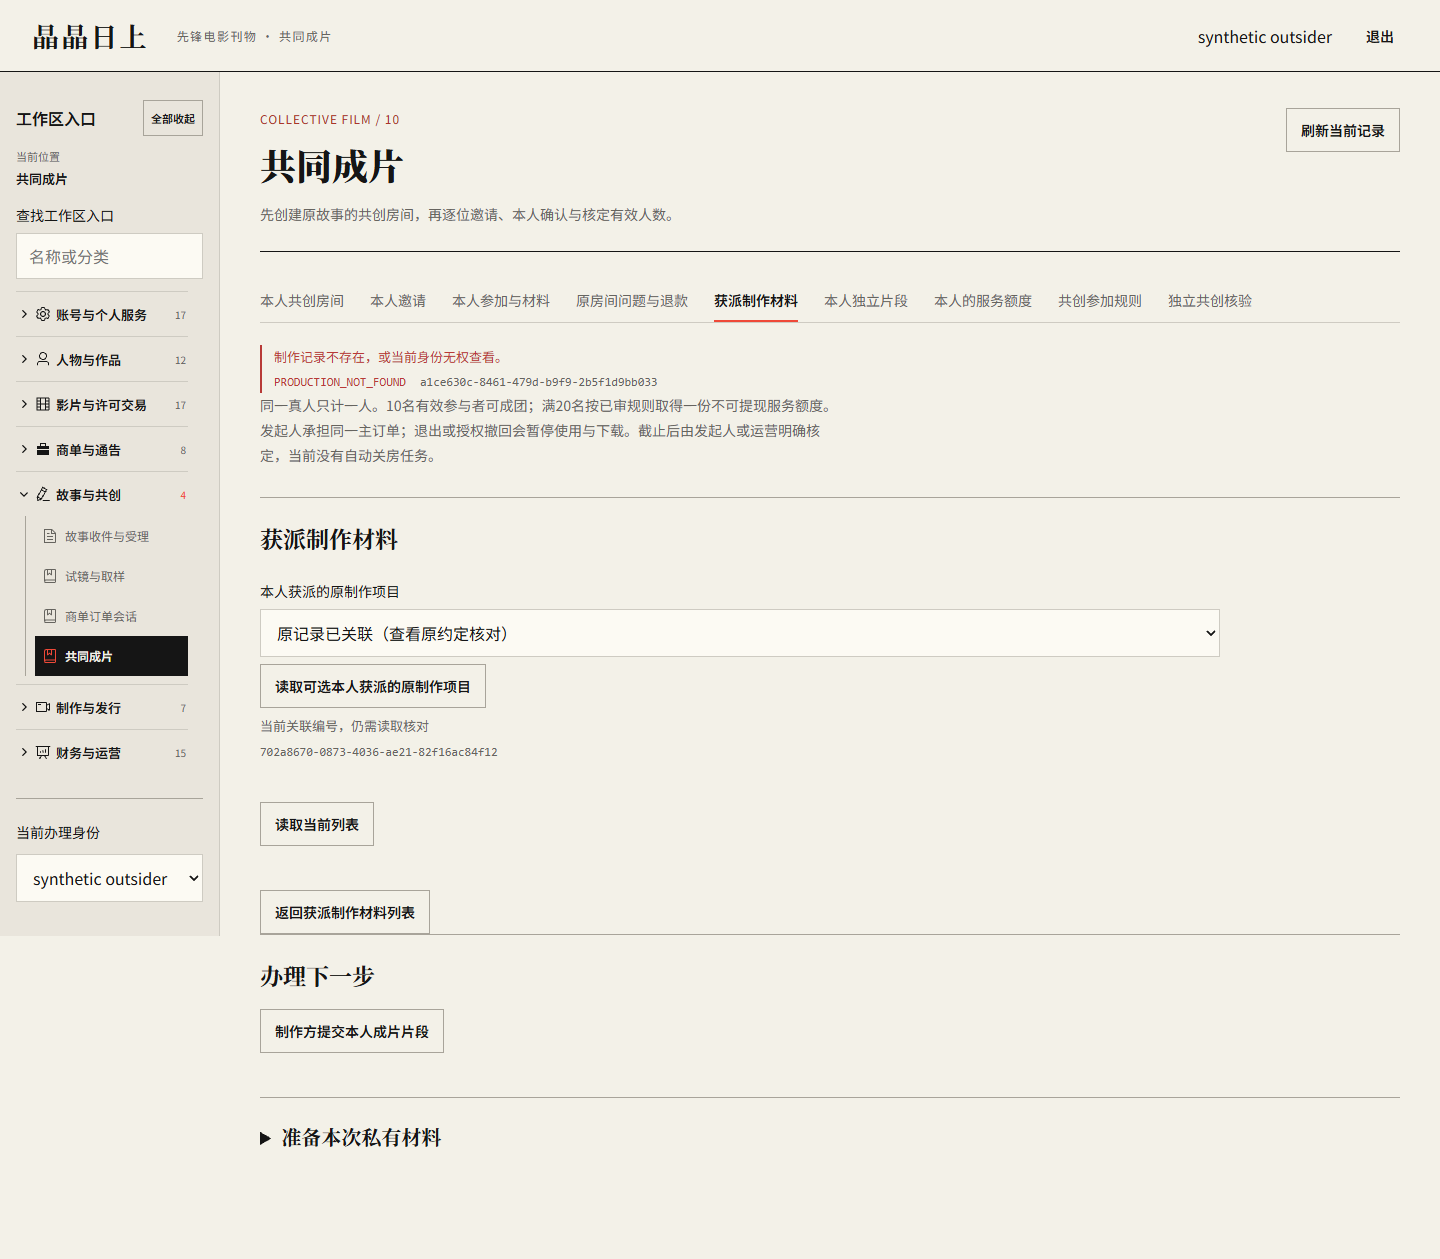 晶晶日上
先锋电影刊物 • 共同成片
synthetic outsider
退出
工作区入口
全部收起
当前位置
共同成片
查找工作区入口
名称或分类
账号与个人服务 17
人物与作品 12
影片与许可交易 17
商单与通告 8
故事与共创 4
故事收件与受理
试镜与取样
商单订单会话
共同成片
制作与发行 7
财务与运营 15
当前办理身份
synthetic outsider
COLLECTIVE FILM / 10
共同成片
先创建原故事的共创房间，再逐位邀请、本人确认与核定有效人数。
刷新当前记录
本人共创房间 本人邀请 本人参加与材料 原房间问题与退款 获派制作材料 本人独立片段 本人的服务额度 共创参加规则 独立共创核验
制作记录不存在，或当前身份无权查看。
PRODUCTION_NOT_FOUND a1ce630c-8461-479d-b9f9-2b5f1d9bb033
同一真人只计一人。10名有效参与者可成团；满20名按已审规则取得一份不可提现服务额度。
发起人承担同一主订单；退出或授权撤回会暂停使用与下载。截止后由发起人或运营明确核
定，当前没有自动关房任务。
获派制作材料
本人获派的原制作项目
原记录已关联（查看原约定核对）
读取可选本人获派的原制作项目
当前关联编号，仍需读取核对
702a8670-0873-4036-ae21-82f16ac84f12
读取当前列表
返回获派制作材料列表
办理下一步
制作方提交本人成片片段
准备本次私有材料